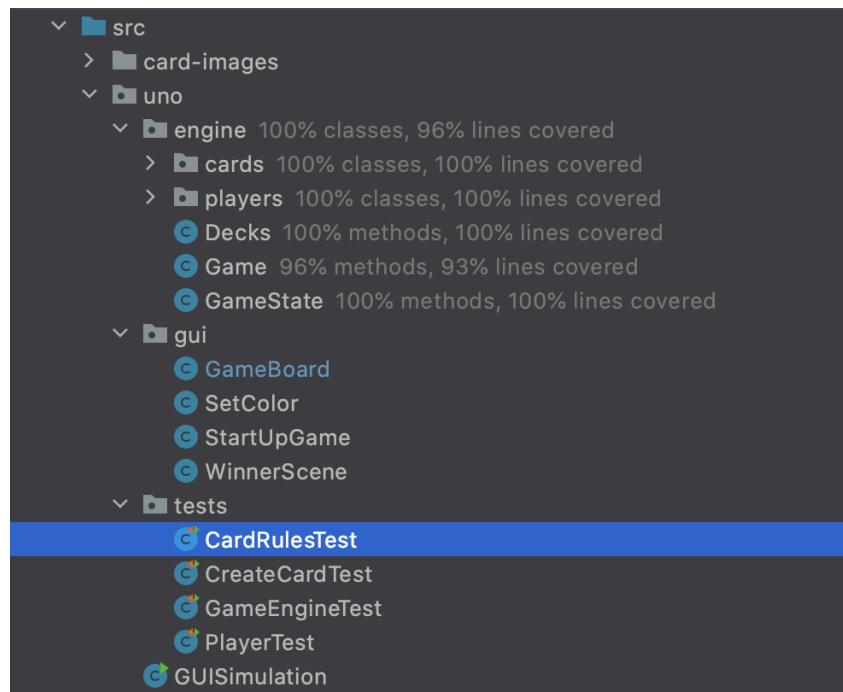 src
card-images
uno
engine 100% classes, 96% lines covered
cards 100% classes, 100% lines covered
players 100% classes, 100% lines covered
C Decks 100% methods, 100% lines covered
C Game 96% methods, 93% lines covered
C GameState 100% methods, 100% lines covered
gui
C GameBoard
C SetColor
C StartUpGame
C WinnerScene
tests
C CardRulesTest
C CreateCardTest
C GameEngineTest
C PlayerTest
C GUISimulation